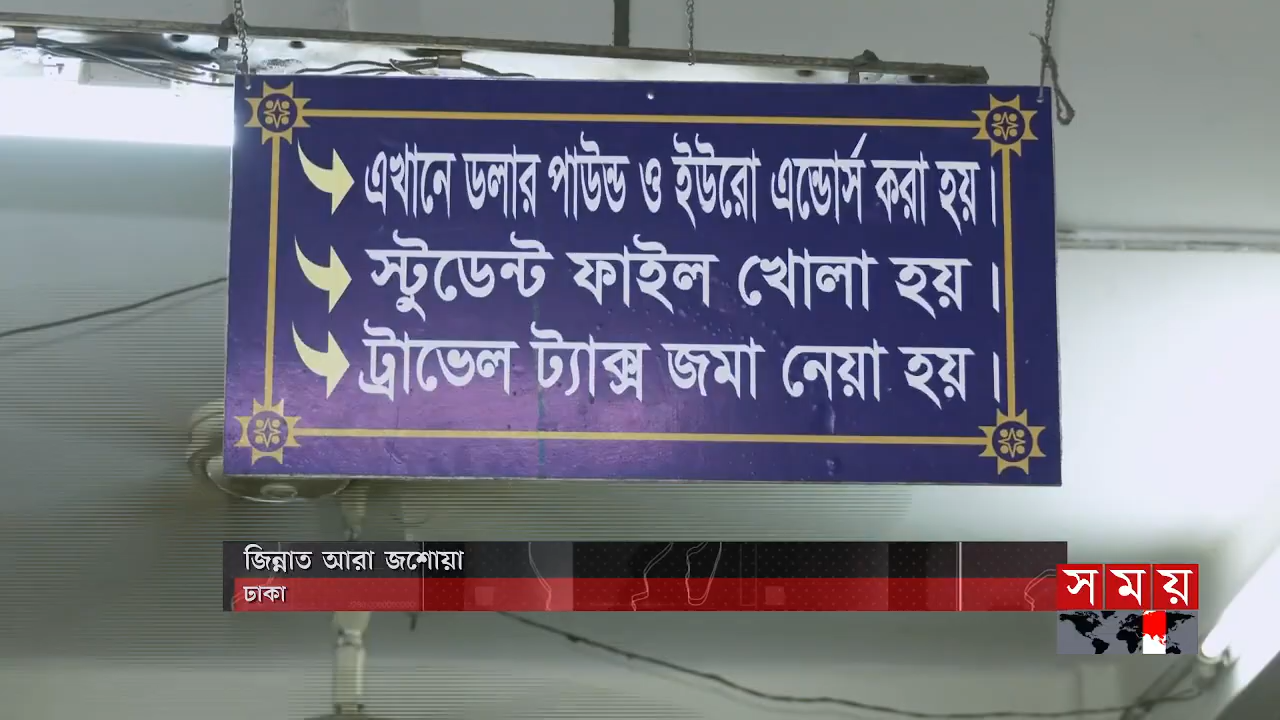 এখানে ডলার পাউন্ড ও ইউরো এন্ডোর্স করা হয়।
স্টুডেন্ট ফাইল খোলা হয়।
ট্রাভেল ট্যাক্স জমা নেয়া হয়।
জিন্নাত আরা জশোয়া
ঢাকা
সময়